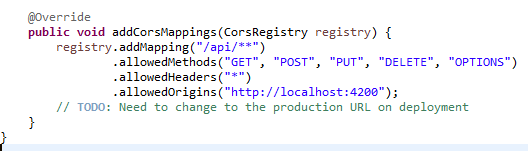 @Override
public void addCorsMappings(CorsRegistry registry) {
registry.addMapping("/api/**")
.allowedMethods("GET", "POST", "PUT", "DELETE", "OPTIONS")
.allowedHeaders("*")
.allowedOrigins("http://localhost:4200");
// TODO: Need to change to the production URL on deployment
}
}